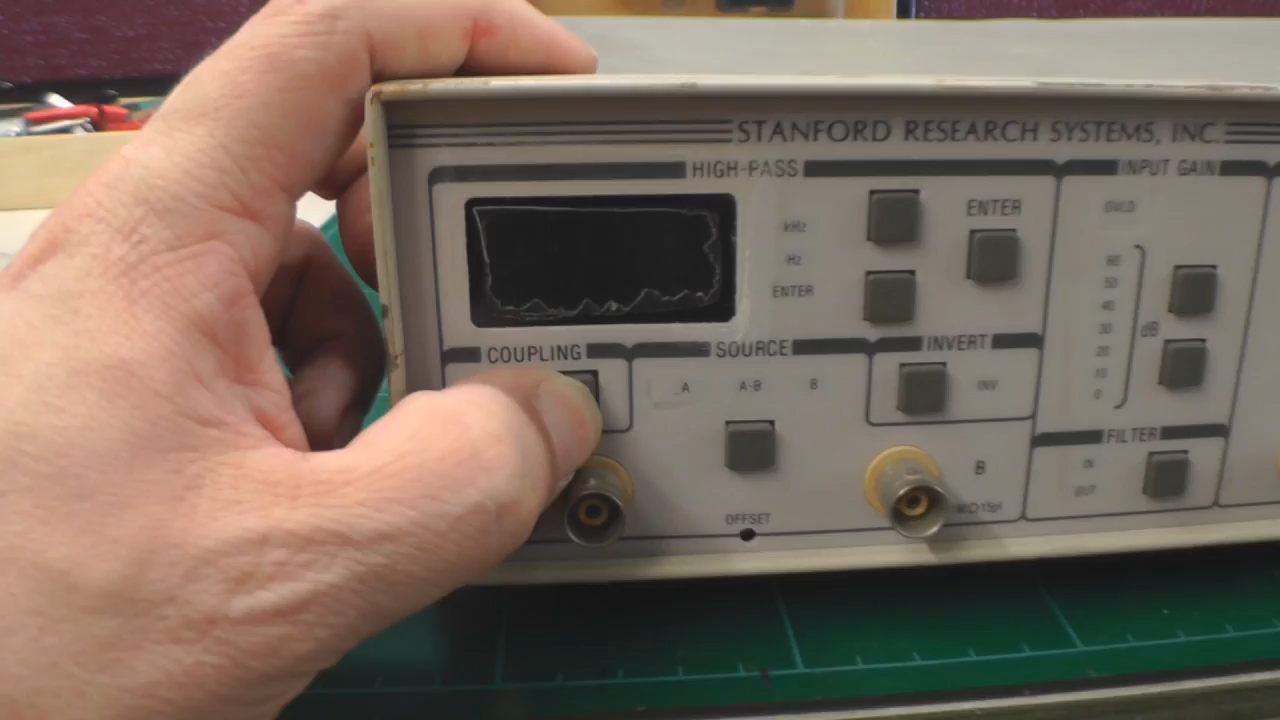 STANFORD RESEARCH SYSTEMS, INC.
HIGH-PASS
INPUT GAIN
kHz
Hz
ENTER
ENTER
OVLD
60
50
40
30
20
10
0
dB
COUPLING
SOURCE
INVERT
A
A-B
B
INV
FILTER
IN
OUT
B
OFFSET